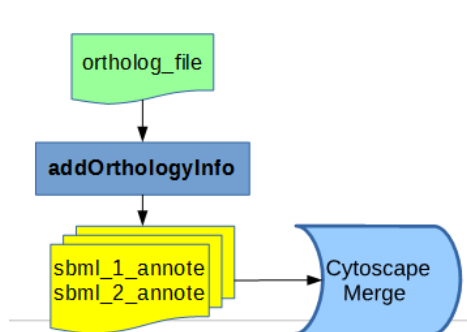 ortholog_file
addOrthologyInfo
sbml_1_annote
sbml_2_annote
Cytoscape
Merge